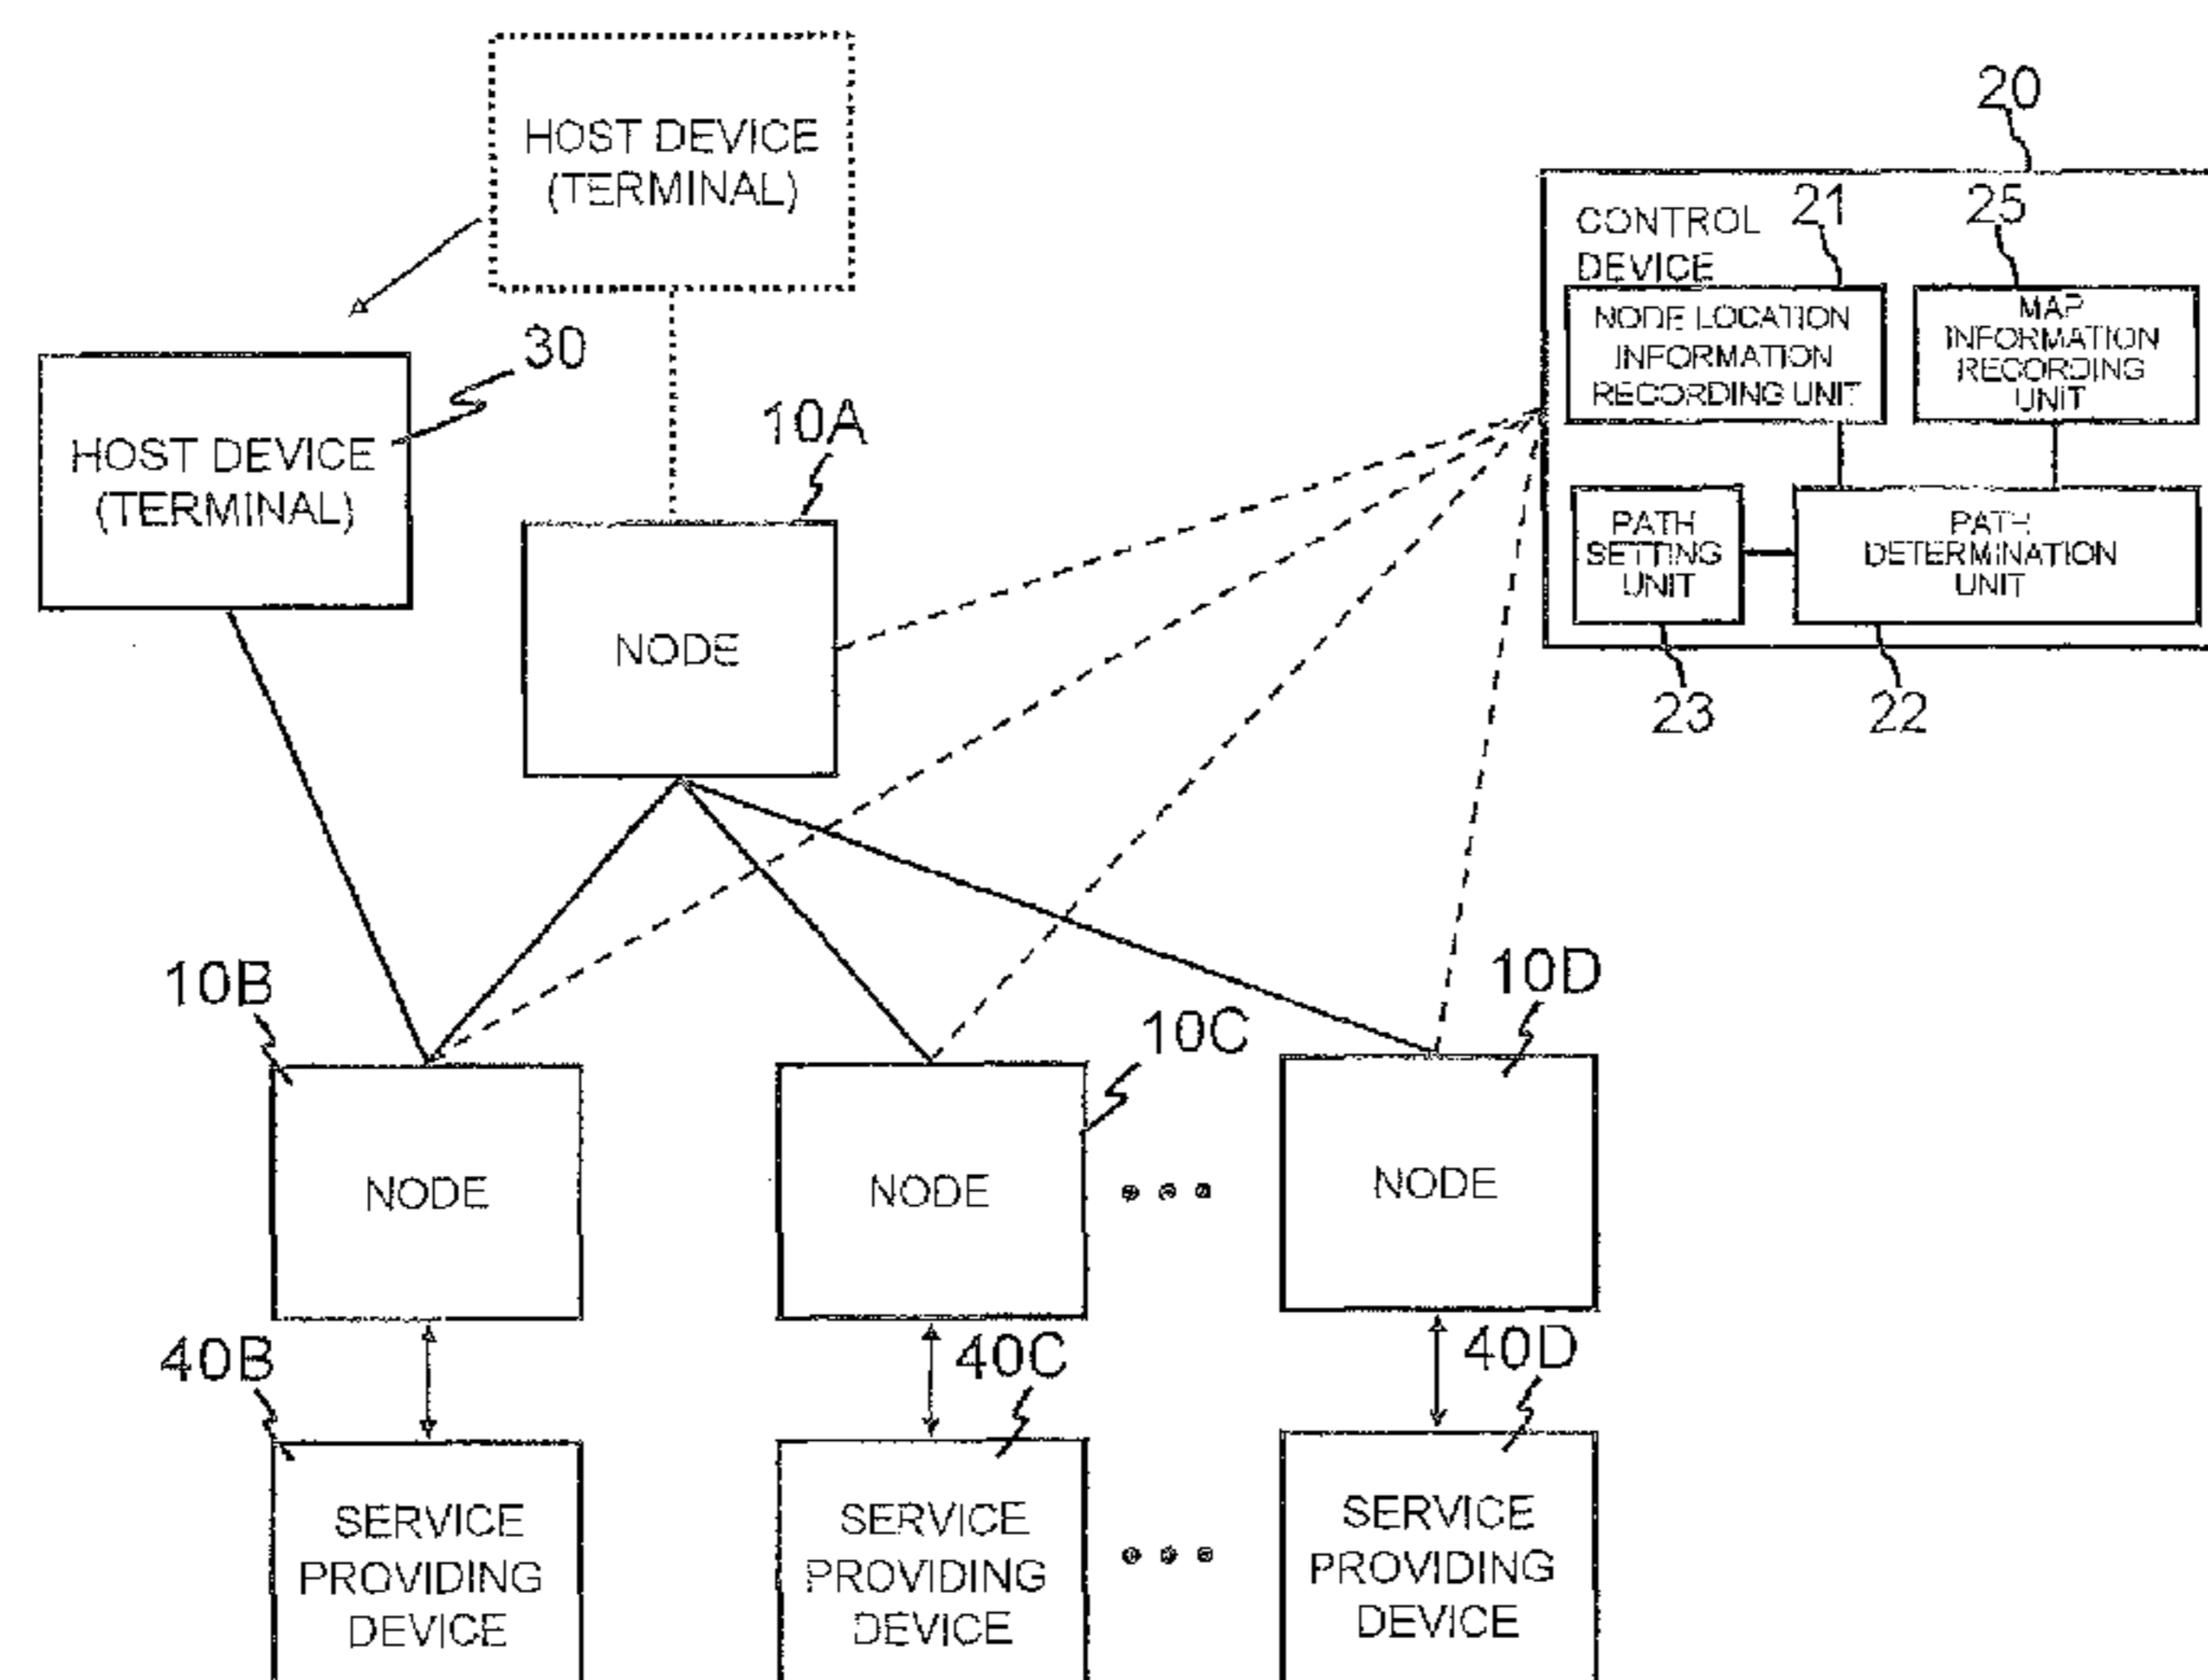 HOST DEVICE
(TERMINAL)
20
CONTROL
DEVICE
21
25
NODE LOCATION
INFORMATION
RECORDING UNIT
MAP
INFORMATION
RECORDING
UNIT
30
HOST DEVICE
(TERMINAL)
10A
PATH
SETTING
UNIT
PATH
DETERMINATION
UNIT
NODE
23
22
10B
10C
10D
NODE
NODE
NODE
40B
40C
40D
SERVICE
PROVIDING
DEVICE
SERVICE
PROVIDING
DEVICE
SERVICE
PROVIDING
DEVICE